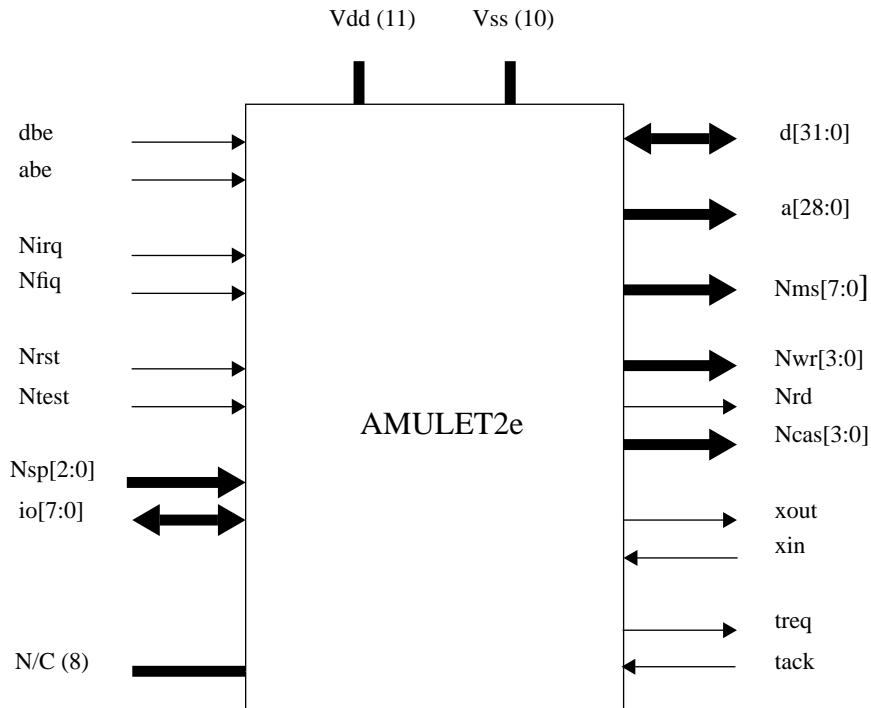 Vdd (11)
Vss (10)
dbe
abe
Nirq
Nfiq
Nrst
Ntest
Nsp[2:0]
io[7:0]
N/C (8)
AMULET2e
d[31:0]
a[28:0]
Nms[7:0]
Nwr[3:0]
Nrd
Ncas[3:0]
xout
xin
treq
tack